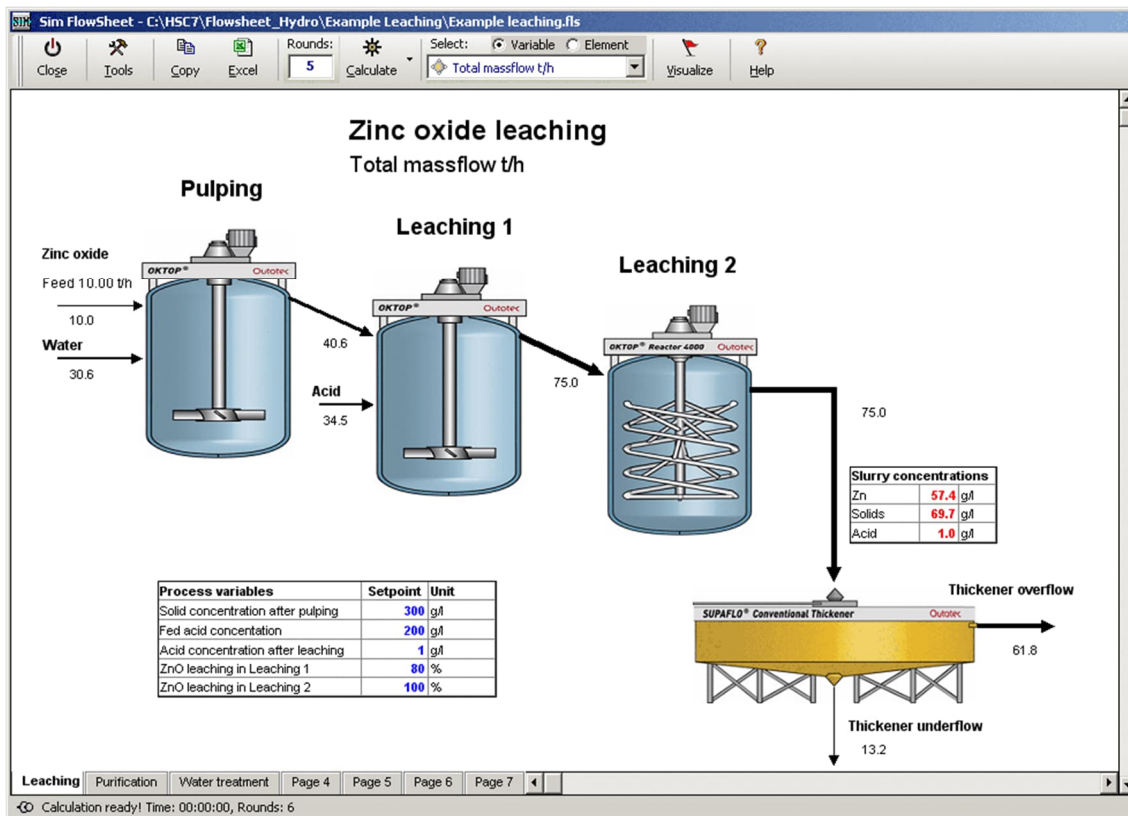 Sim FlowSheet - C:\HSC7\Flowsheet_Hydro\Example Leaching\Example leaching.fls
Close
Tools
Copy
Excel
Rounds:
5
Calculate
Select: Variable Element
Total massflow t/h
Visualize
Help
Zinc oxide leaching
Total massflow t/h
Pulping
Leaching 1
Leaching 2
Zinc oxide
Feed 10.00 t/h
10.0
Water
30.6
OKTOP® Outotec
40.6
Acid
34.5
OKTOP® Outotec
75.0
OKTOP® Reactor 4000 Outotec
75.0
Slurry concentrations
Zn 57.4 g/l
Solids 69.7 g/l
Acid 1.0 g/l
Process variables Setpoint Unit
Solid concentration after pulping 300 g/l
Fed acid concentation 200 g/l
Acid concentration after leaching 1 g/l
ZnO leaching in Leaching 1 80 %
ZnO leaching in Leaching 2 100 %
SUPAFLO® Conventional Thickener Outotec
Thickener overflow
61.8
Thickener underflow
13.2
Leaching Purification Water treatment Page 4 Page 5 Page 6 Page 7
Calculation ready! Time: 00:00:00, Rounds: 6